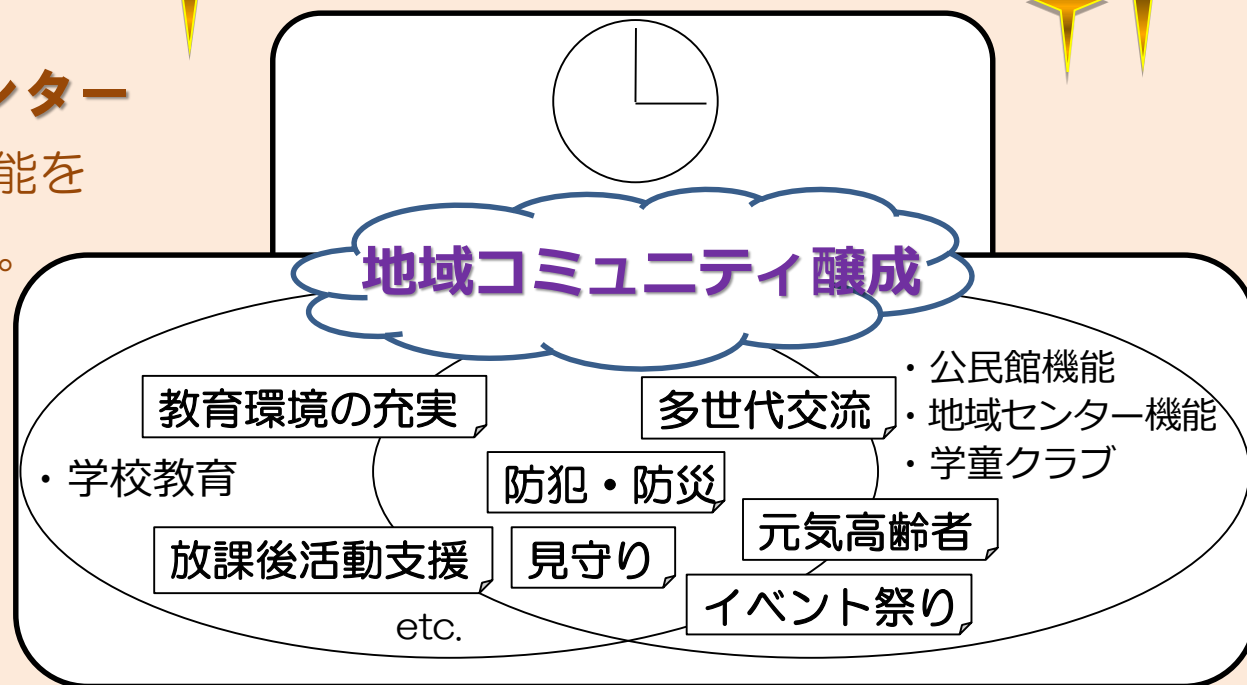 ンター
能を
。
地域コミュニティ醸成
教育環境の充実
多世代交流
・公民館機能
・地域センター機能
・学童クラブ
・学校教育
防犯・防災
放課後活動支援
見守り
元気高齢者
イベント祭り
etc.